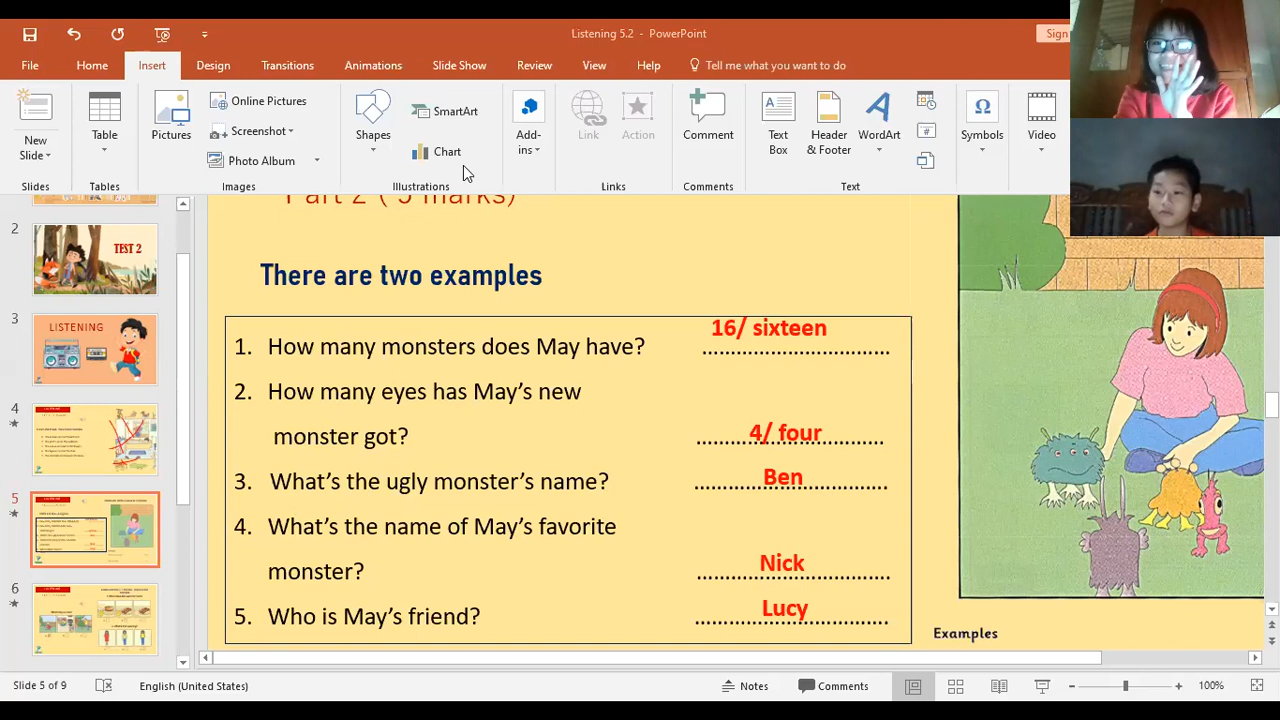 Listening 5.2 - PowerPoint
Sign
File Home Insert Design Transitions Animations Slide Show Review View Help Tell me what you want to do
New Slide
Table
Pictures
Online Pictures
Screenshot
Photo Album
Shapes
SmartArt
Chart
Add-ins
Link
Action
Comment
Text Box
Header & Footer
WordArt
Symbols
Video
Slides Tables Images Illustrations Links Comments Text
2
TEST 2
3
LISTENING
4
5
6
Part 2 ( 5 marks)
There are two examples
1. How many monsters does May have? 16/ sixteen
2. How many eyes has May's new
monster got? 4/ four
3. What's the ugly monster's name? Ben
4. What's the name of May's favorite
monster? Nick
5. Who is May's friend? Lucy
Examples
Slide 5 of 9 English (United States) Notes Comments 100%